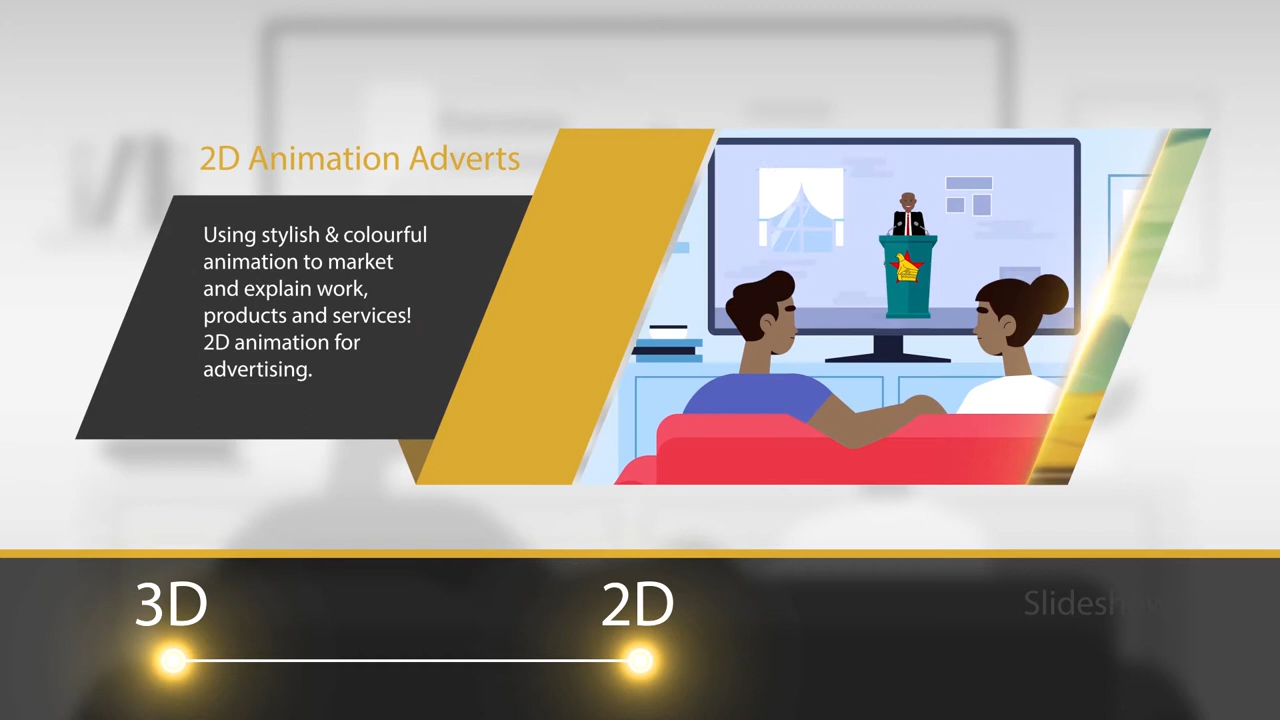 2D Animation Adverts
Using stylish & colourful
animation to market
and explain work,
products and services!
2D animation for
advertising.
3D
2D
Slideshow